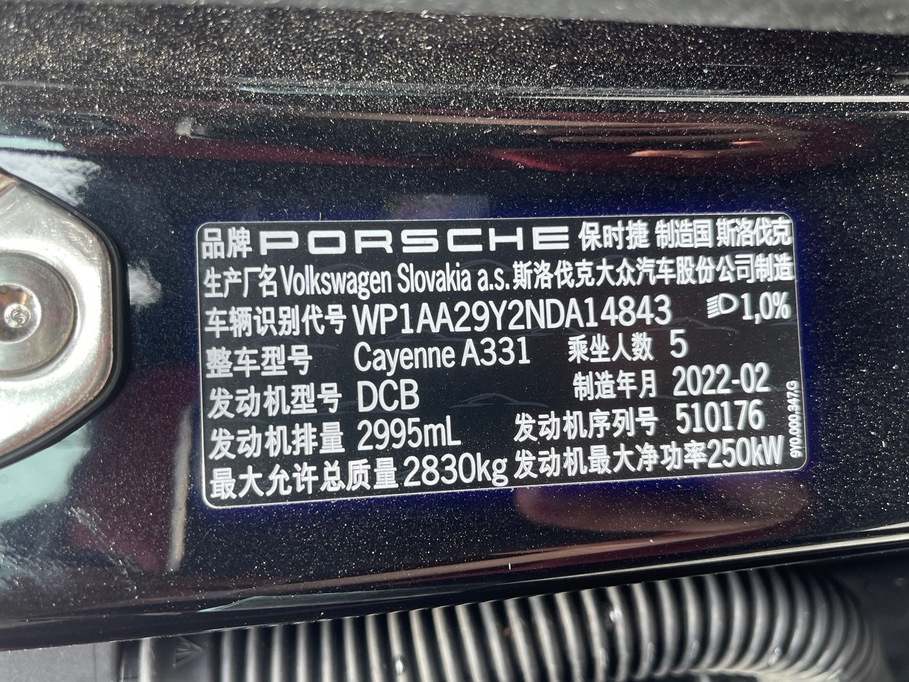 品牌 PORSCHE 保时捷 制造国 斯洛伐克
生产厂名 Volkswagen Slovakia a.s. 斯洛伐克大众汽车股份公司制造
车辆识别代号 WP1AA29Y2NDA14843 1,0%
整车型号 Cayenne A331 乘坐人数 5
发动机型号 DCB 制造年月 2022-02
发动机排量 2995mL 发动机序列号 510176
最大允许总质量 2830kg 发动机最大净功率 250kW
9Y0.000.347.G